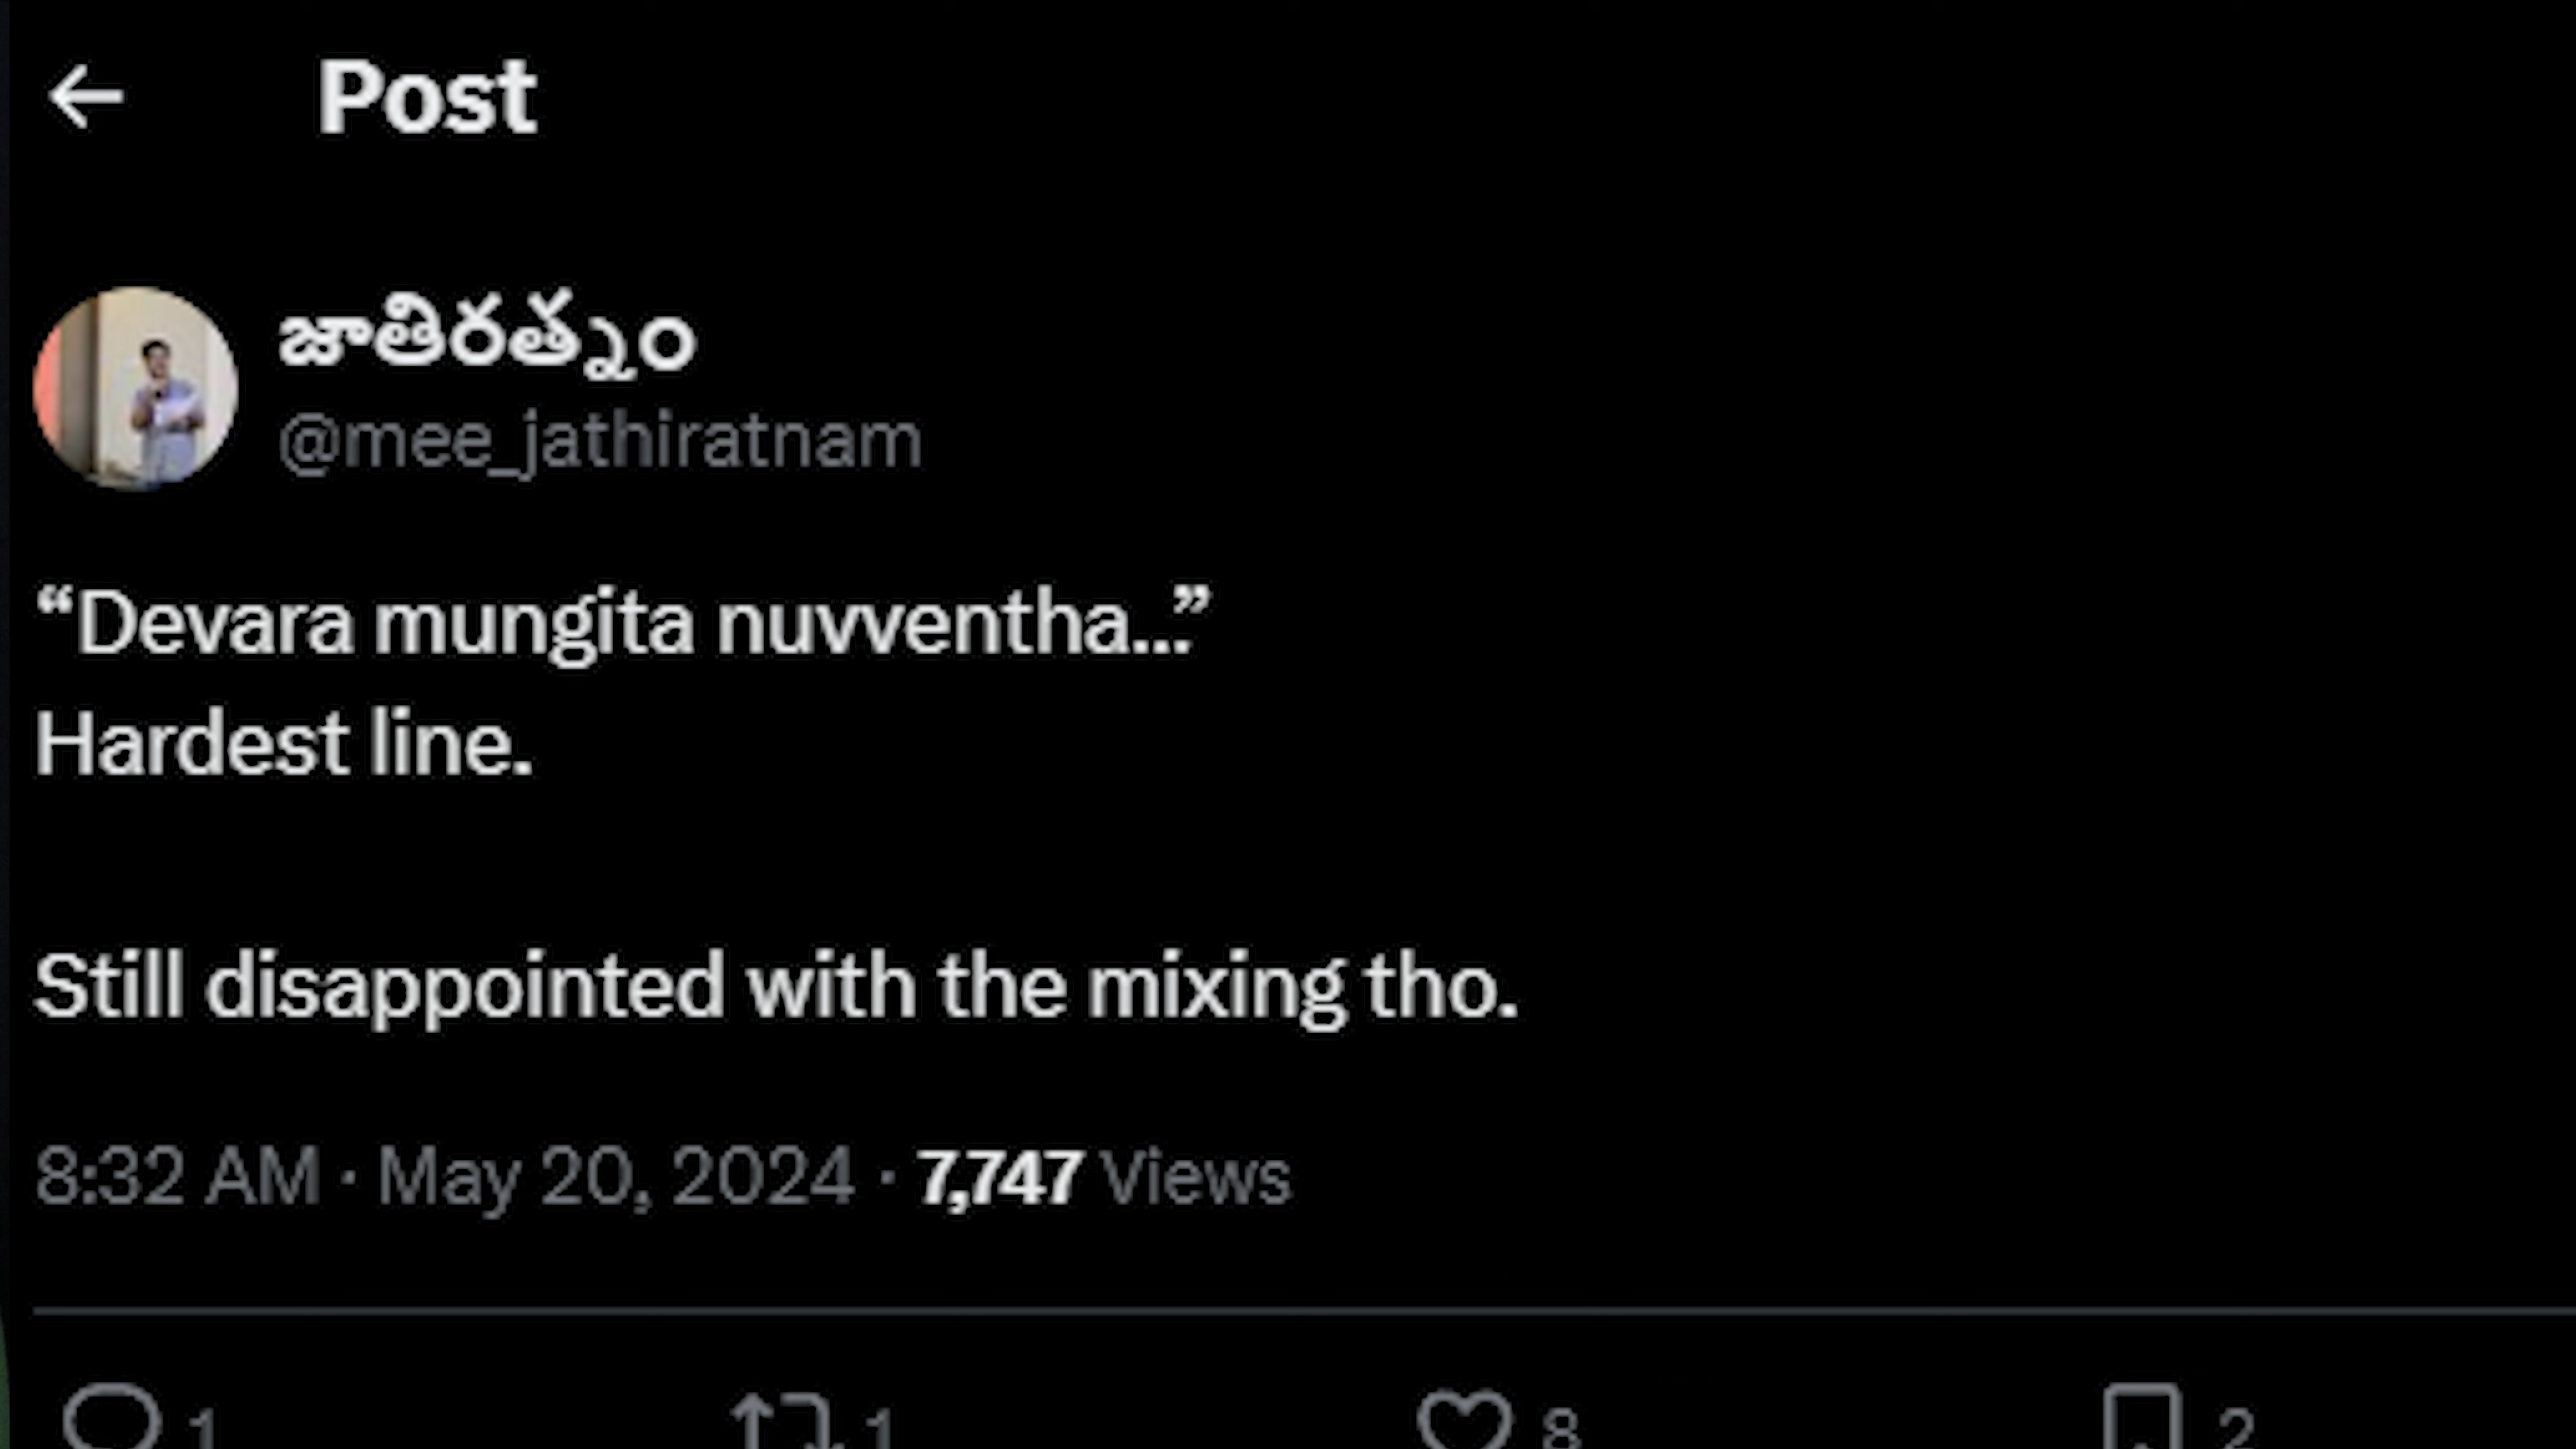 Post
జాతిరత్నం
@mee_jathiratnam
“Devara mungita nuvventha...”
Hardest line.
Still disappointed with the mixing tho.
8:32 AM · May 20, 2024 · 7,747 Views
1 1 8 2